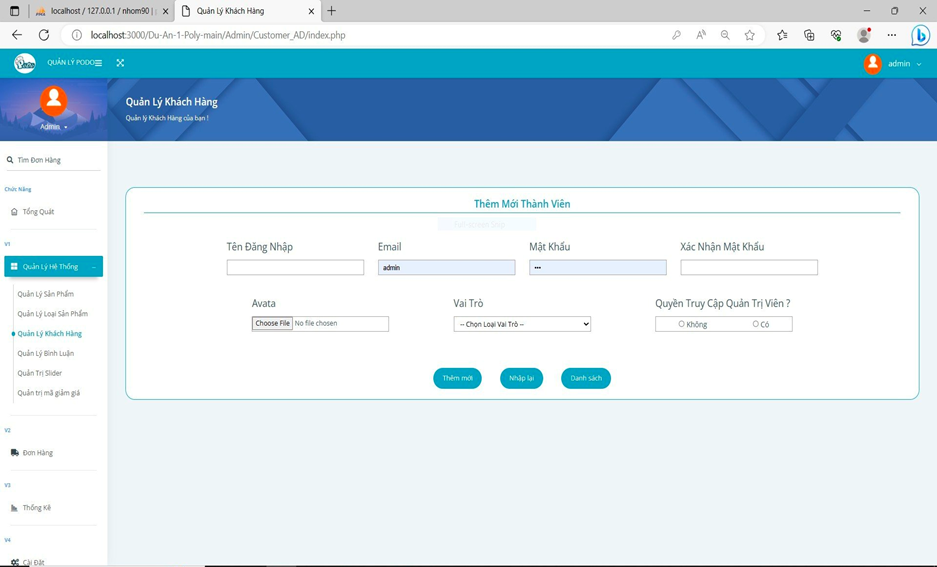 localhost / 127.0.0.1 / nhom90 |
Quản Lý Khách Hàng
localhost:3000/Du-An-1-Poly-main/Admin/Customer_AD/index.php
QUẢN LÝ PODO
admin
Admin
Quản Lý Khách Hàng
Quản lý Khách Hàng của bạn !
Tìm Đơn Hàng
Chức Năng
Tổng Quát
V1
Quản Lý Hệ Thống
Quản Lý Sản Phẩm
Quản Lý Loại Sản Phẩm
Quản Lý Khách Hàng
Quản Lý Bình Luận
Quản Trị Slider
Quản trị mã giảm giá
V2
Đơn Hàng
V3
Thống Kê
V4
Cài Đặt
Thêm Mới Thành Viên
Tên Đăng Nhập Email Mật Khẩu Xác Nhận Mật Khẩu
admin •••
Avata Vai Trò Quyền Truy Cập Quản Trị Viên ?
Choose File No file chosen -- Chọn Loại Vai Trò -- Không Có
Thêm mới Nhập lại Danh sách